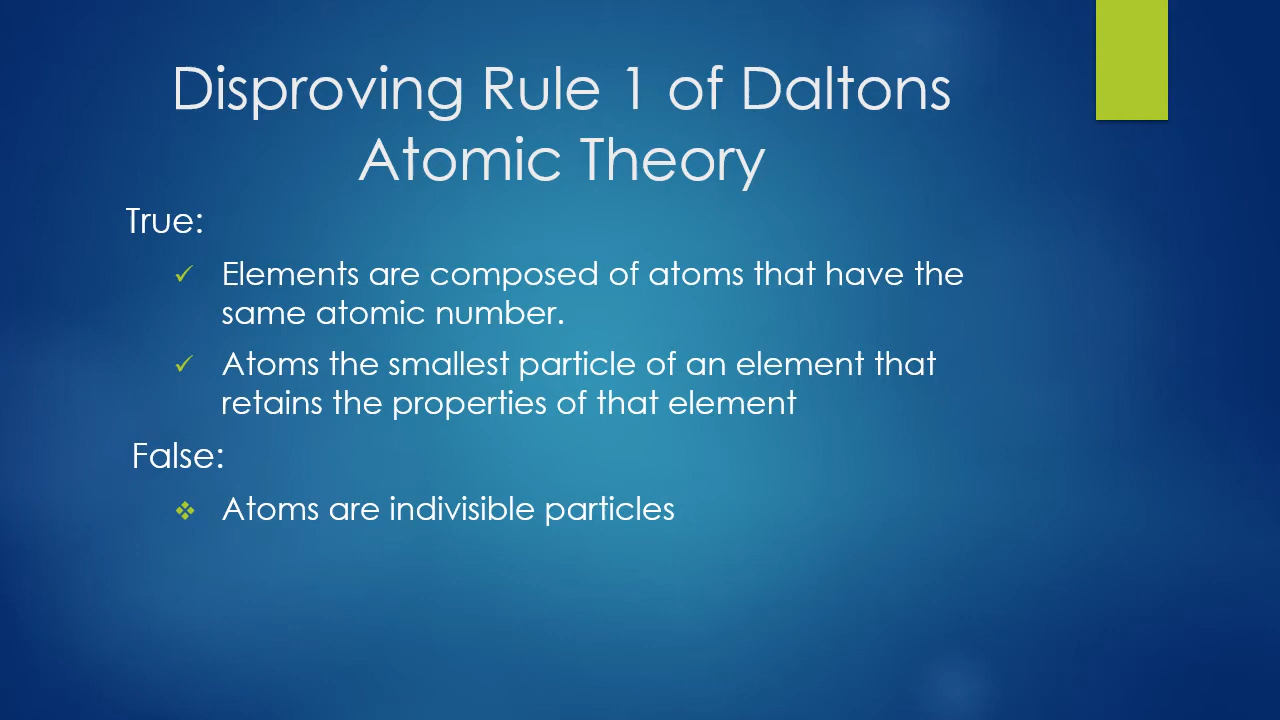 Disproving Rule 1 of Daltons
Atomic Theory
True:
✓ Elements are composed of atoms that have the
same atomic number.
✓ Atoms the smallest particle of an element that
retains the properties of that element
False:
❖ Atoms are indivisible particles